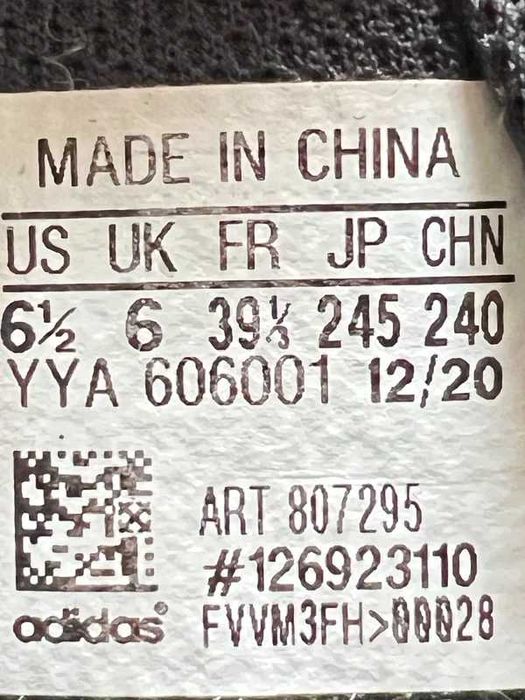 MADE IN CHINA
US UK FR JP CHN
6½ 6 39⅓ 245 240
YYA 606001 12/20
ART 807295
#126923110
adidas® FVVM3FH>00028